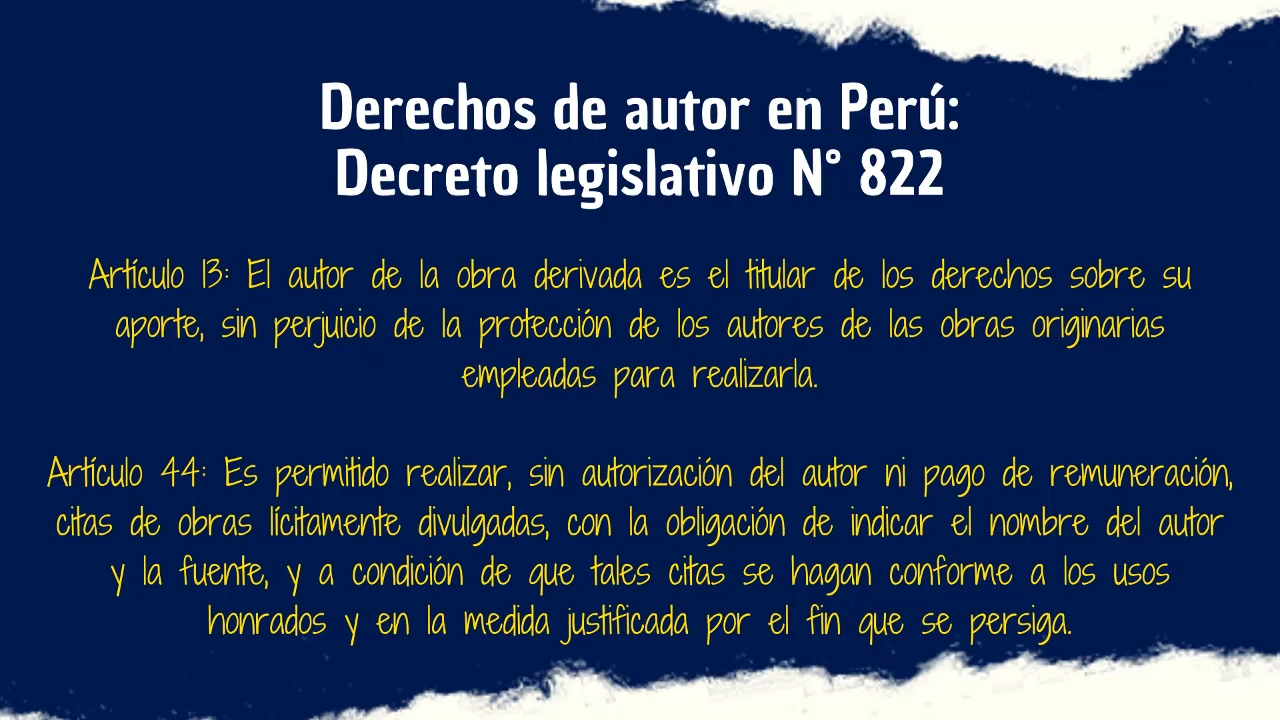 Derechos de autor en Perú:
Decreto legislativo N° 822
Artículo 13: El autor de la obra derivada es el titular de los derechos sobre su
aporte, sin perjuicio de la protección de los autores de las obras originarias
empleadas para realizarla.
Artículo 44: Es permitido realizar, sin autorización del autor ni pago de remuneración,
citas de obras lícitamente divulgadas, con la obligación de indicar el nombre del autor
y la fuente, y a condición de que tales citas se hagan conforme a los usos
honrados y en la medida justificada por el fin que se persiga.